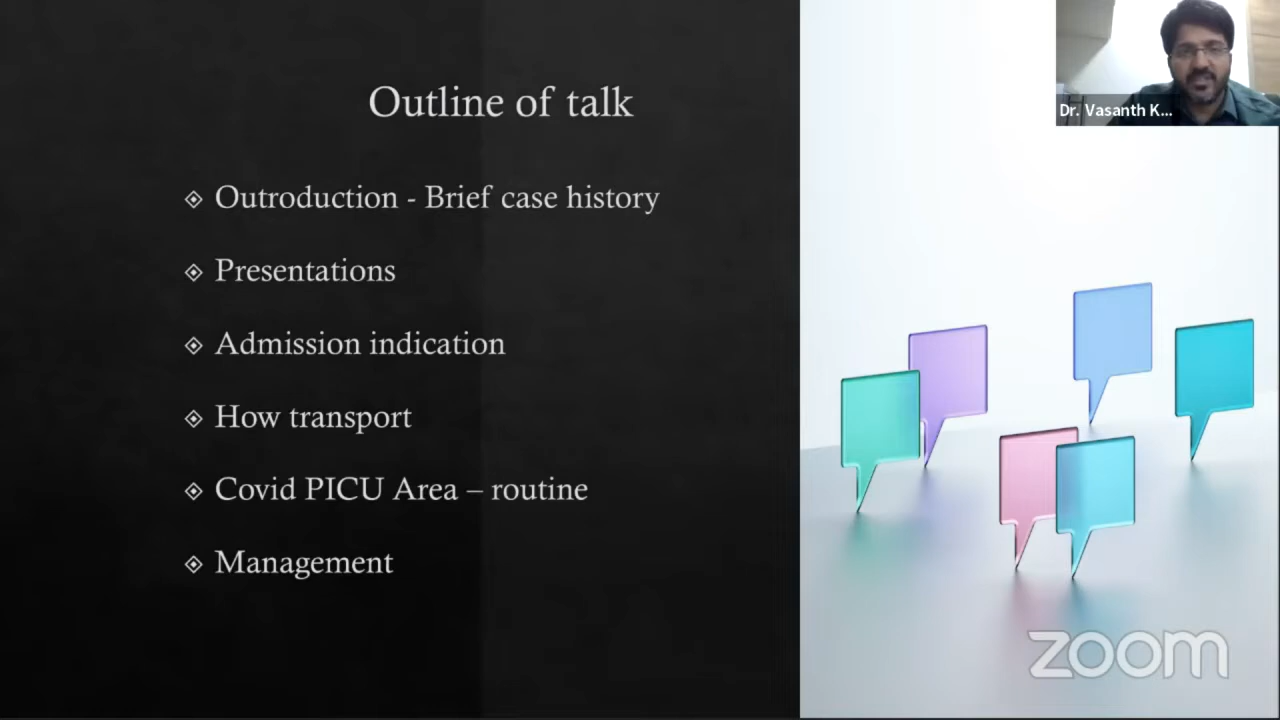 Outline of talk
Outroduction - Brief case history
Presentations
Admission indication
How transport
Covid PICU Area – routine
Management
Dr. Vasanth K...
zoom